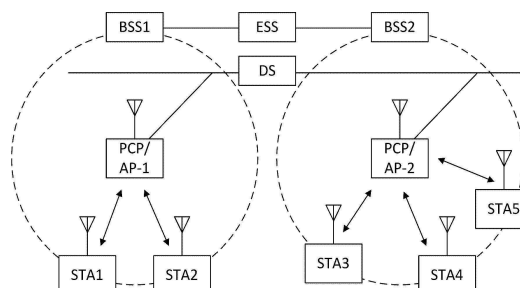 BSS1
ESS
BSS2
DS
PCP/
AP-1
PCP/
AP-2
STA5
STA1
STA2
STA3
STA4